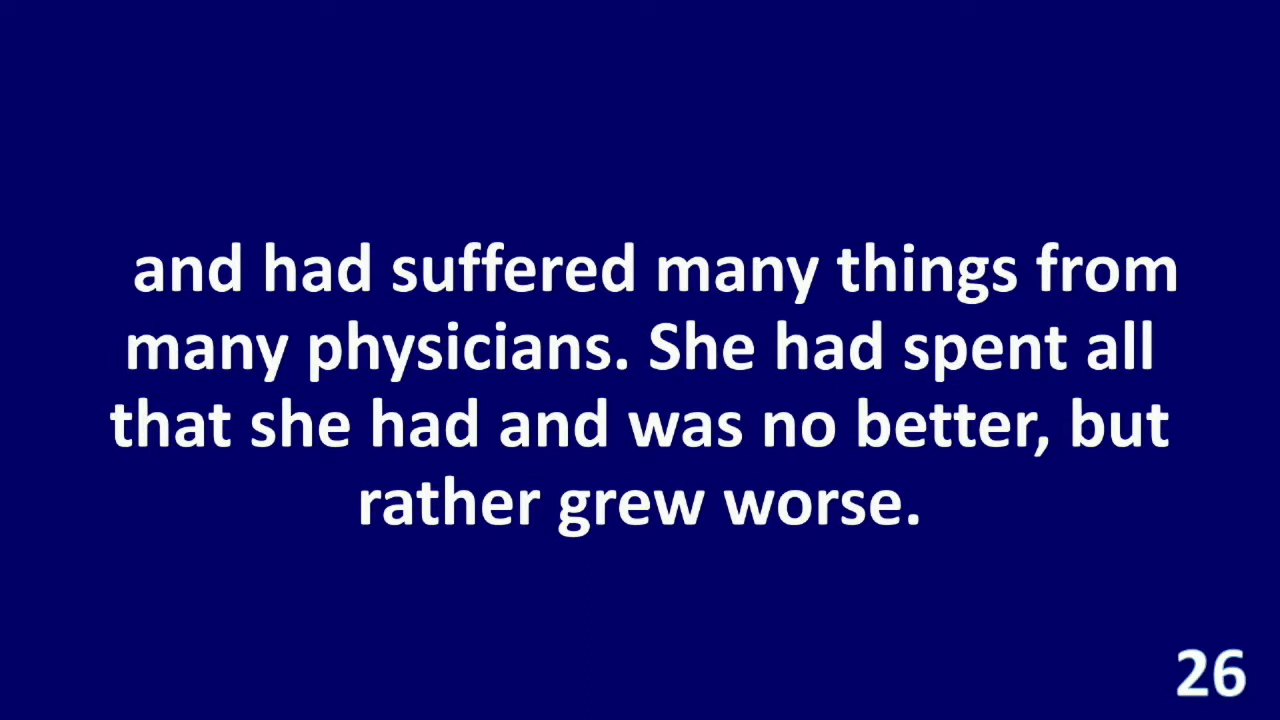 and had suffered many things from
many physicians. She had spent all
that she had and was no better, but
rather grew worse.
26